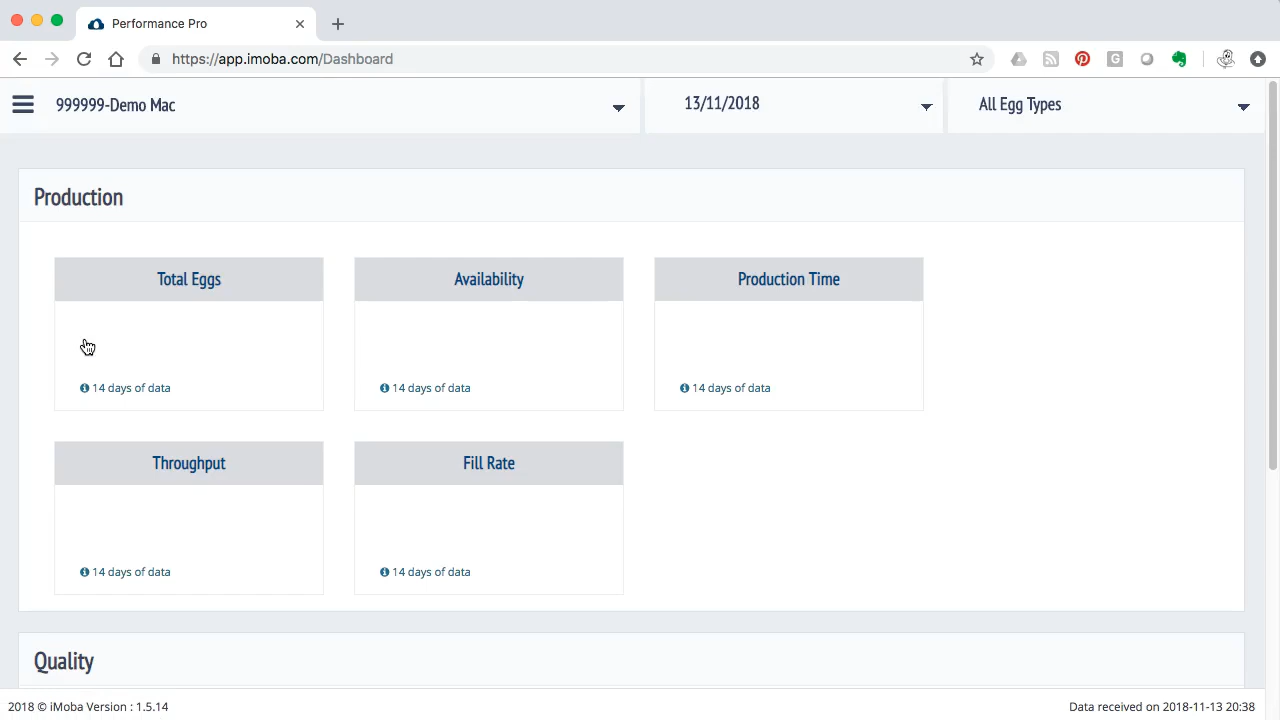 Performance Pro
https://app.imoba.com/Dashboard
999999-Demo Mac
13/11/2018
All Egg Types
Production
Total Eggs
Availability
Production Time
14 days of data
14 days of data
14 days of data
Throughput
Fill Rate
14 days of data
14 days of data
Quality
2018 © iMoba Version : 1.5.14
Data received on 2018-11-13 20:38